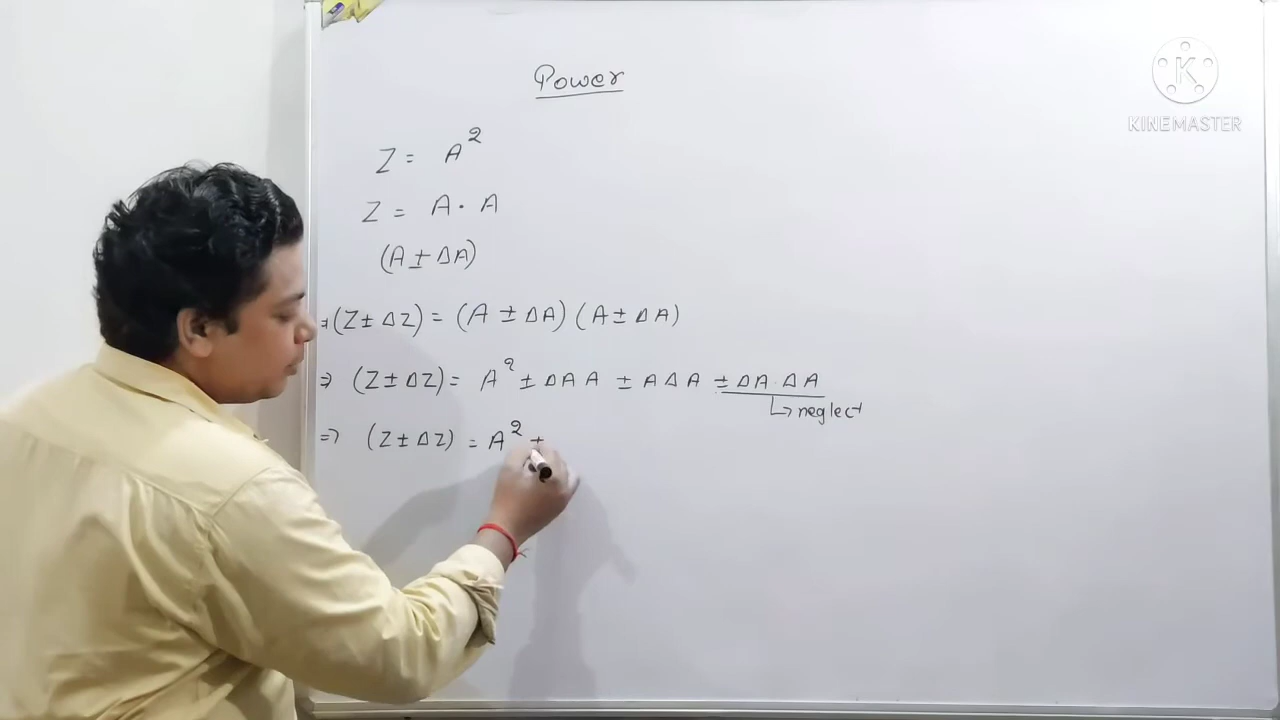 Power
K
KINEMASTER
Z = A²
Z = A · A
(A ± ΔA)
⇒ (Z ± ΔZ) = (A ± ΔA) (A ± ΔA)
⇒ (Z ± ΔZ) = A² ± ΔA A ± A ΔA ± ΔA · ΔA
↳ neglect
⇒ (Z ± ΔZ) = A² ±